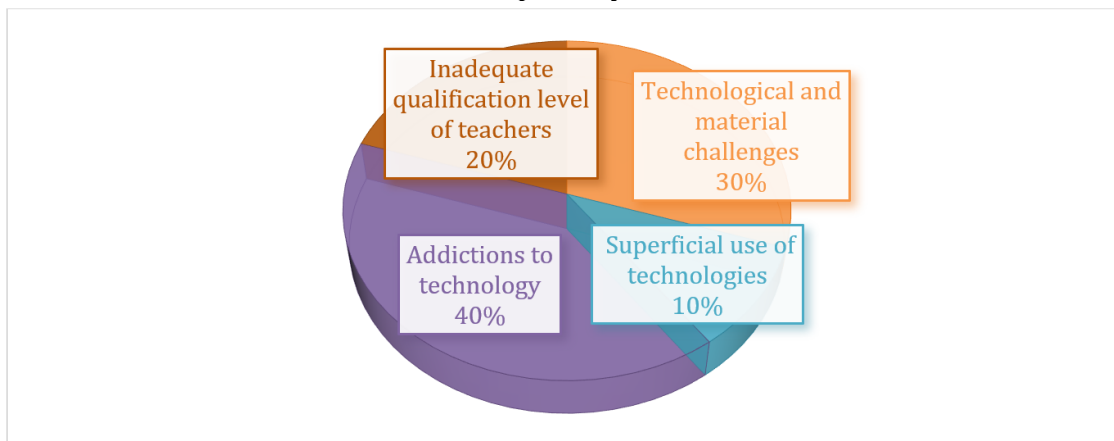 Inadequate
qualification level
of teachers
20%
Technological and
material
challenges
30%
Addictions to
technology
40%
Superficial use of
technologies
10%